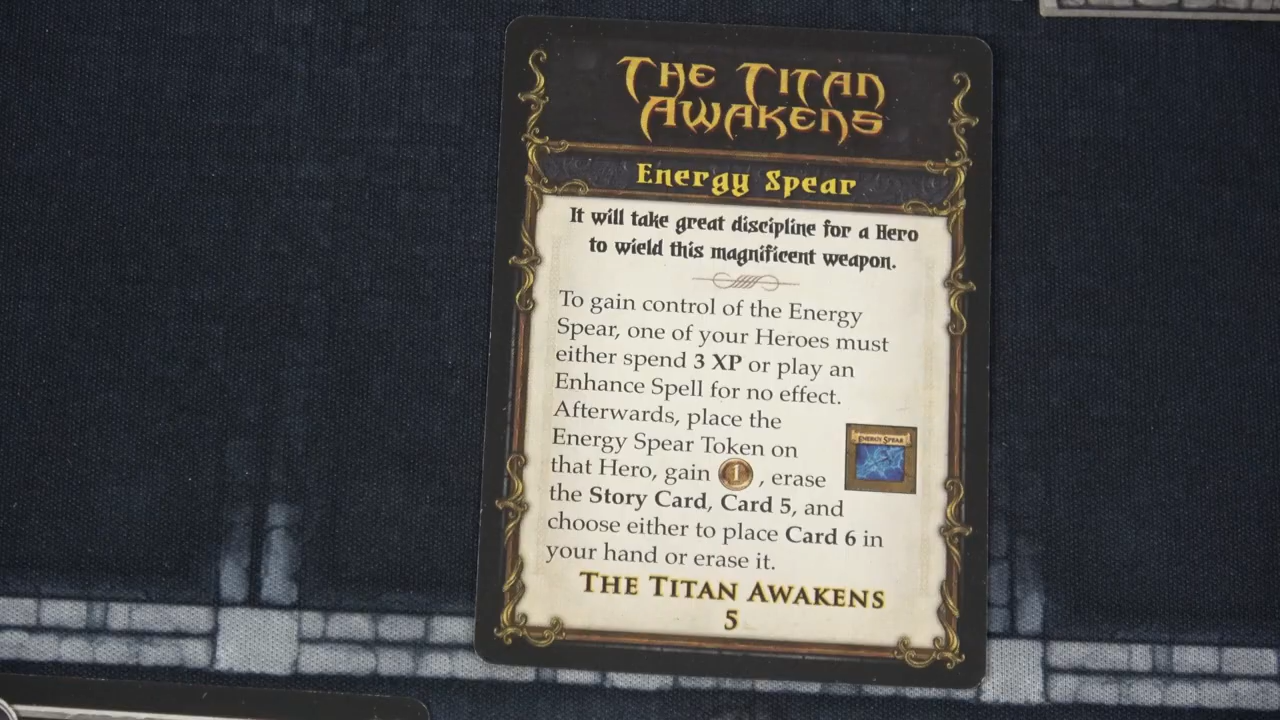 The Titan
Awakens
Energy Spear
It will take great discipline for a Hero
to wield this magnificent weapon.
To gain control of the Energy
Spear, one of your Heroes must
either spend 3 XP or play an
Enhance Spell for no effect.
Afterwards, place the
Energy Spear Token on
that Hero, gain 1 , erase
the Story Card, Card 5, and
choose either to place Card 6 in
your hand or erase it.
Energy Spear
The Titan Awakens
5